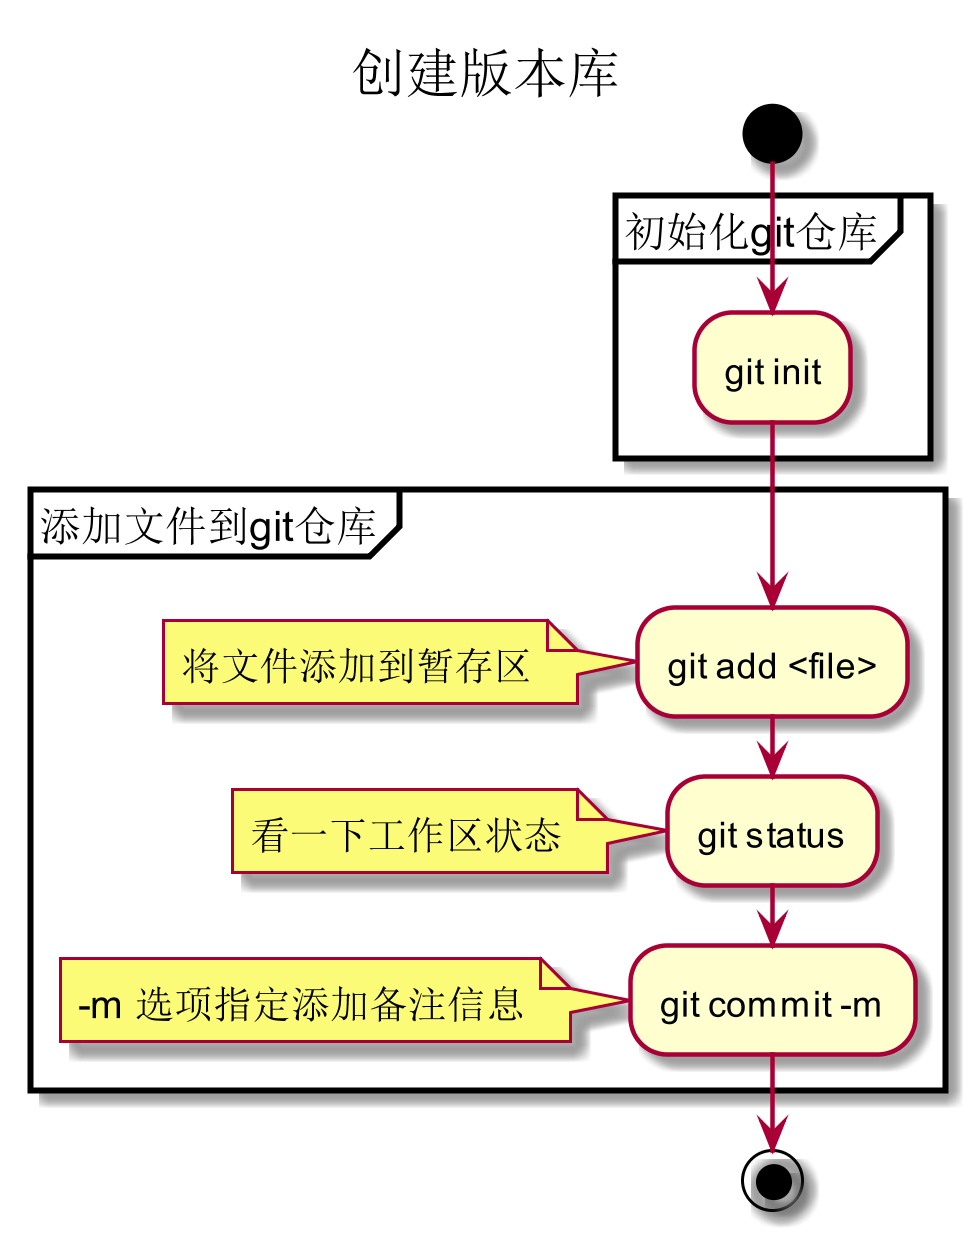 创建版本库
初始化git仓库
git init
添加文件到git仓库
将文件添加到暂存区
git add <file>
看一下工作区状态
git status
-m 选项指定添加备注信息
git commit -m